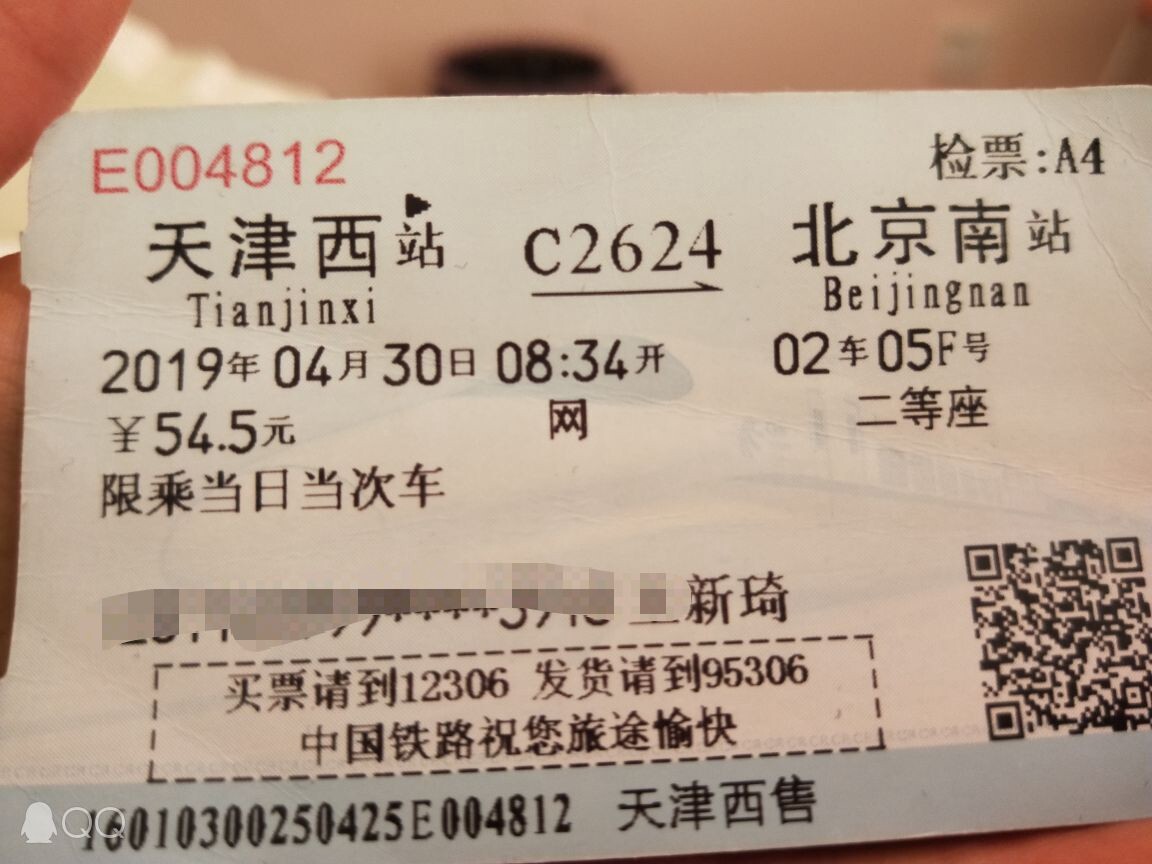 E004812 检票:A4
天津西站 C2624 北京南站
Tianjinxi Beijingnan
2019年04月30日08:34开 02车05F号
￥54.5元 网 二等座
限乘当日当次车
新琦
买票请到12306 发货请到95306
中国铁路祝您旅途愉快
10010300250425E004812 天津西售
QQ